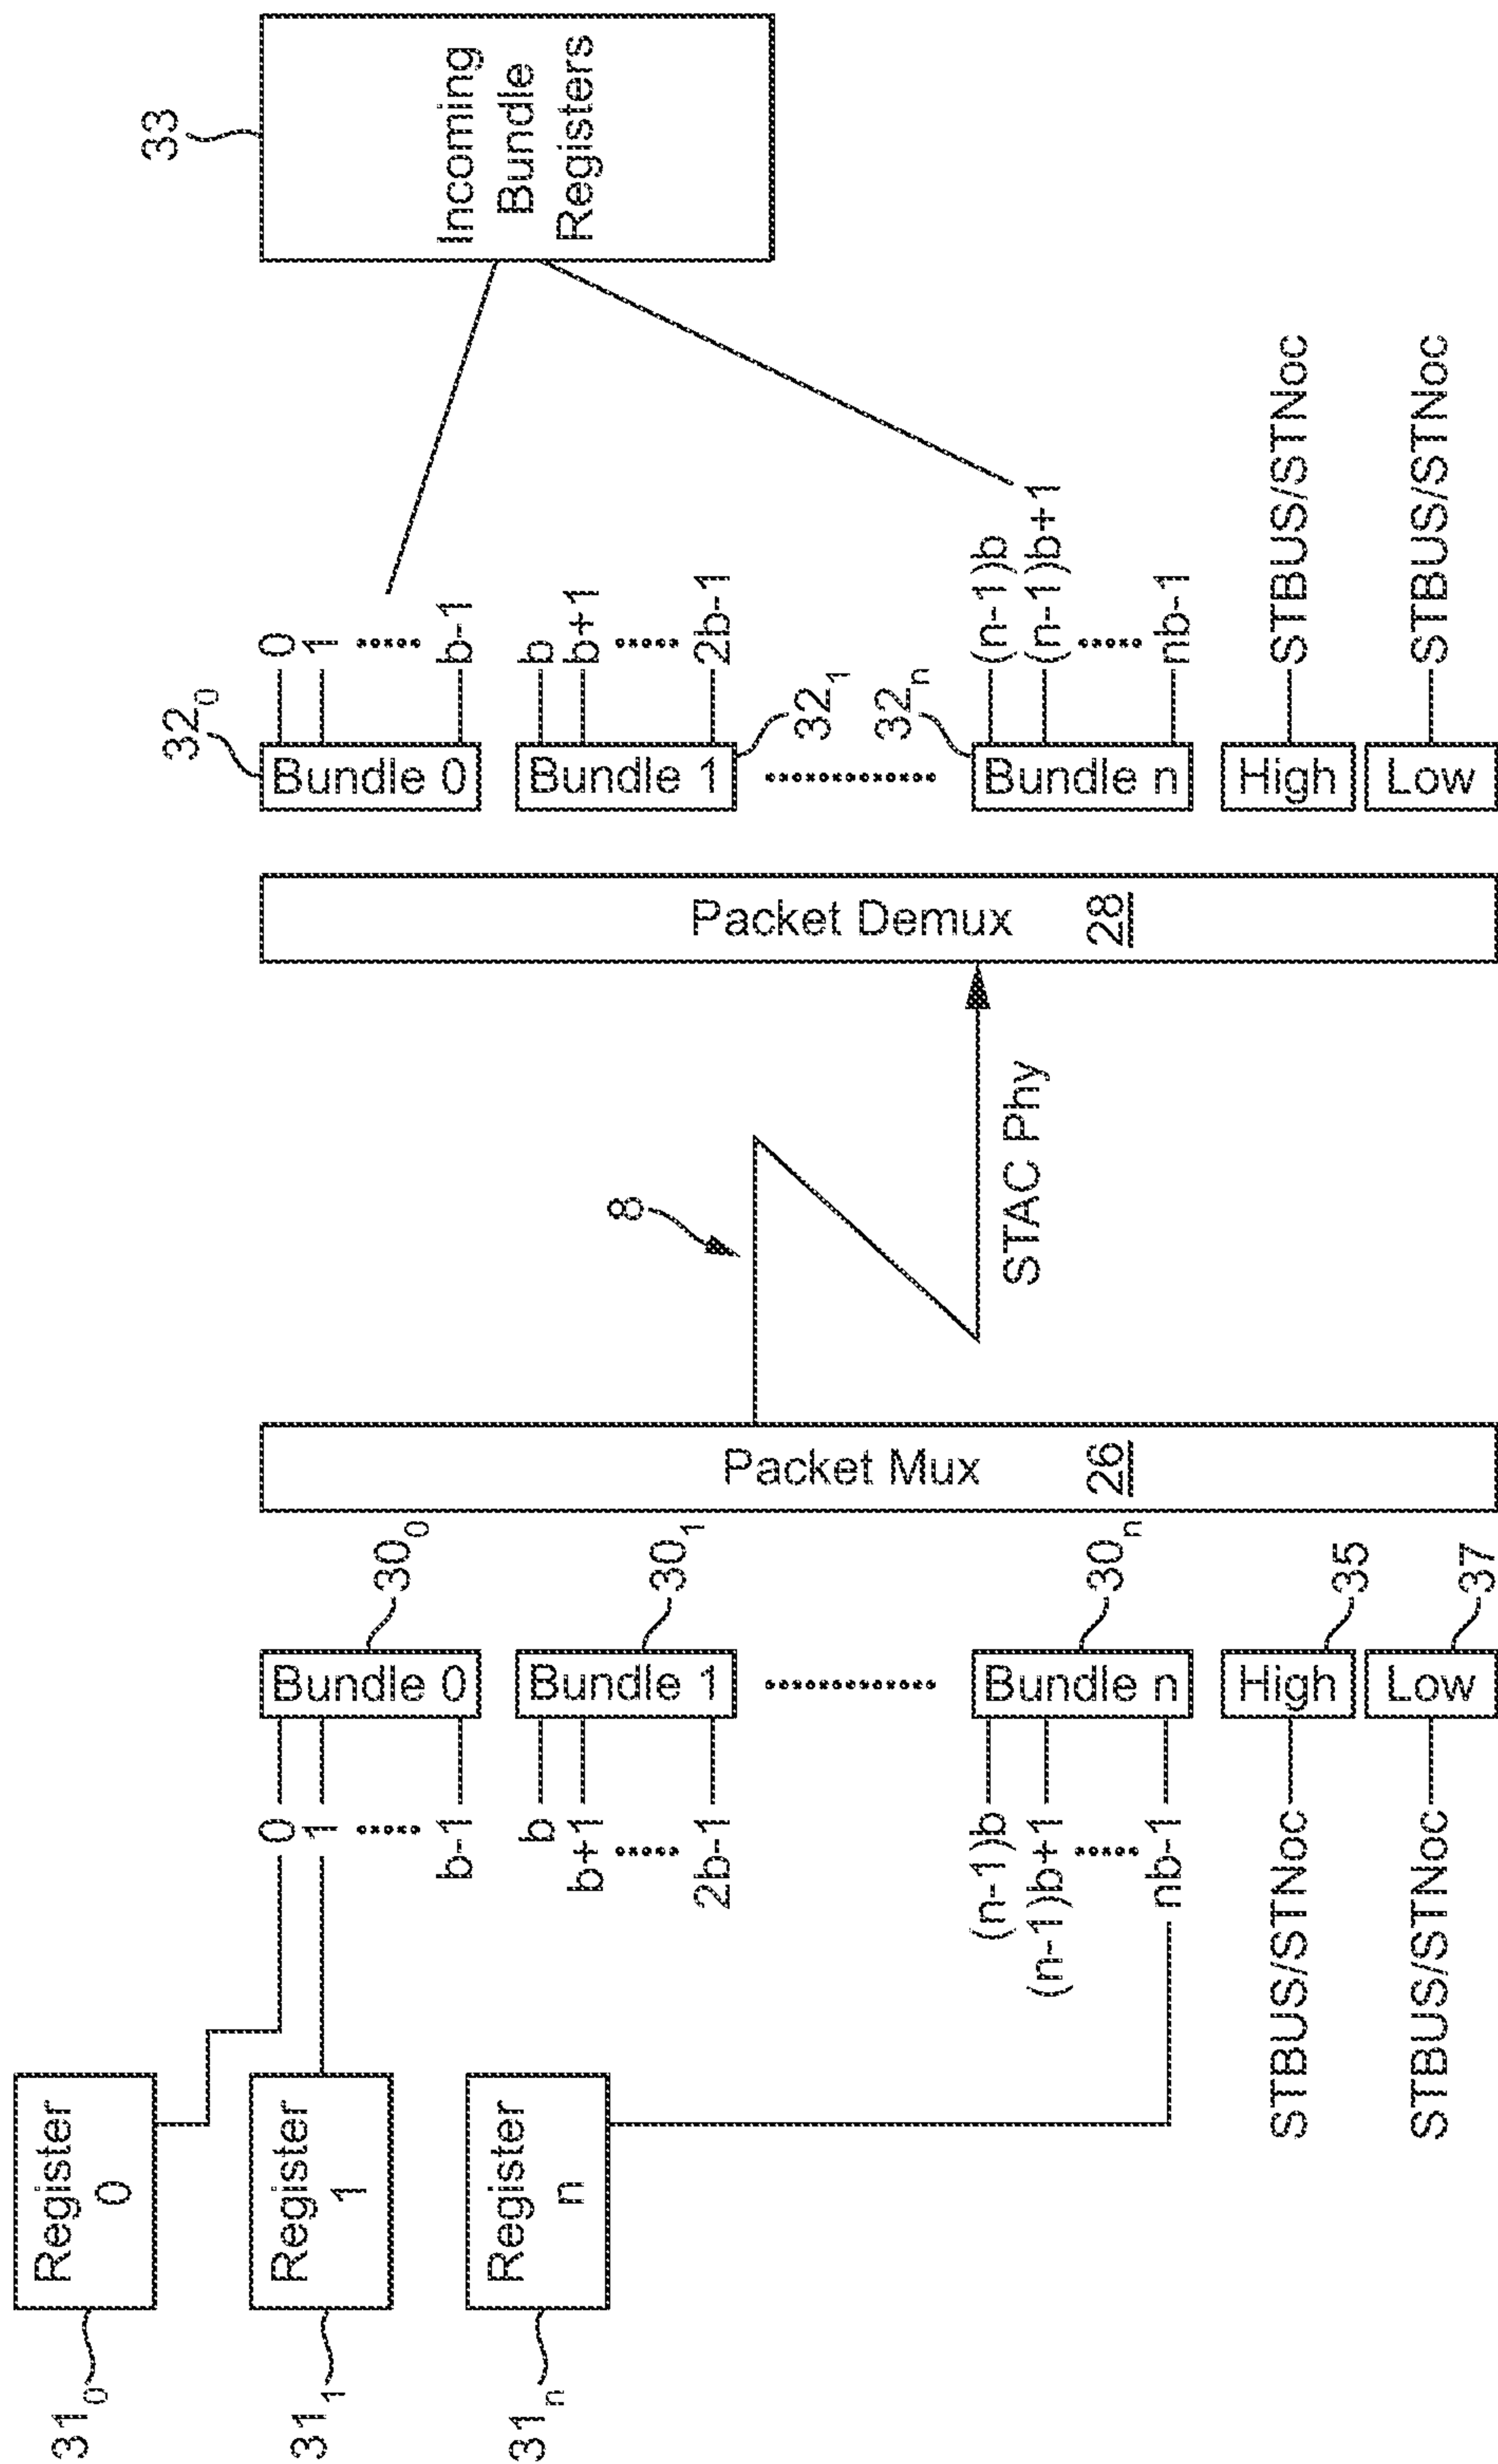 31₀
Register
0
31₁
Register
1
31ₙ
Register
n
0
1
b-1
b
b+1
2b-1
(n-1)b
(n-1)b+1
nb-1
STBUS/STNoc
STBUS/STNoc
Bundle 0
30₀
Bundle 1
30₁
Bundle n
30ₙ
High
35
Low
37
Packet Mux 26
8
STAC Phy
Packet Demux 28
32₀
Bundle 0
Bundle 1
32₁
32ₙ
Bundle n
High
Low
0
1
b-1
b
b+1
2b-1
(n-1)b
(n-1)b+1
nb-1
STBUS/STNoc
STBUS/STNoc
33
Incoming
Bundle
Registers